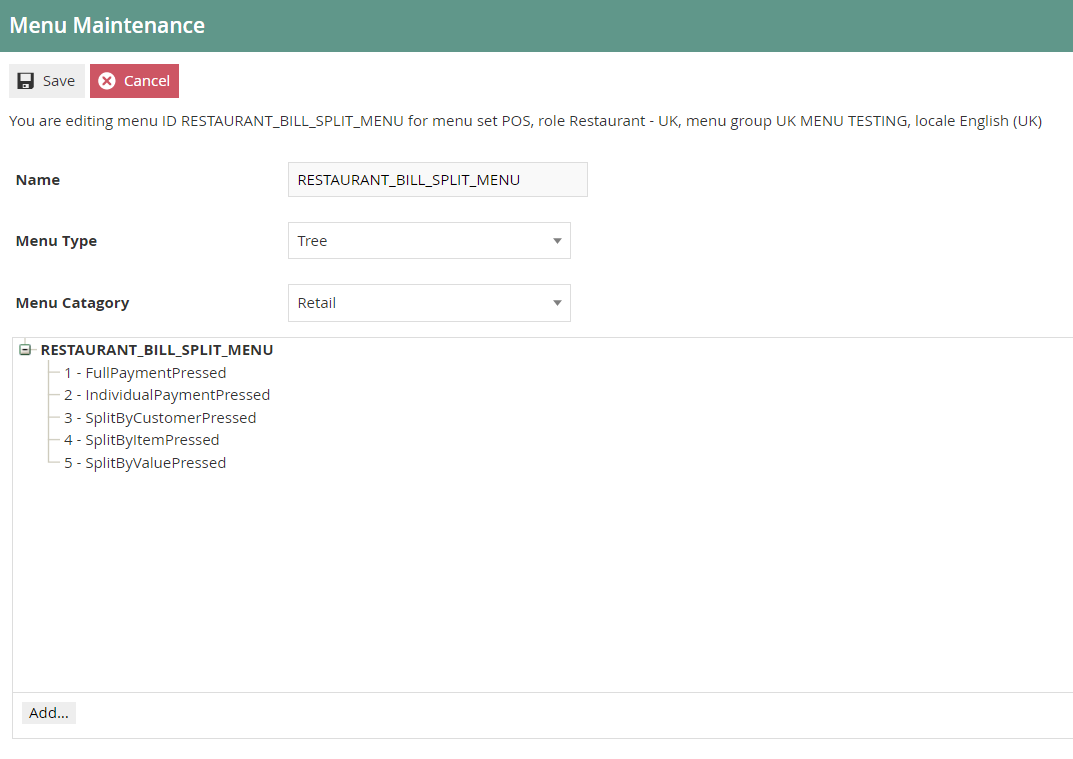 Menu Maintenance
Save
Cancel
You are editing menu ID RESTAURANT_BILL_SPLIT_MENU for menu set POS, role Restaurant - UK, menu group UK MENU TESTING, locale English (UK)
Name
RESTAURANT_BILL_SPLIT_MENU
Menu Type
Tree
Menu Catagory
Retail
RESTAURANT_BILL_SPLIT_MENU
1 - FullPaymentPressed
2 - IndividualPaymentPressed
3 - SplitByCustomerPressed
4 - SplitByItemPressed
5 - SplitByValuePressed
Add...